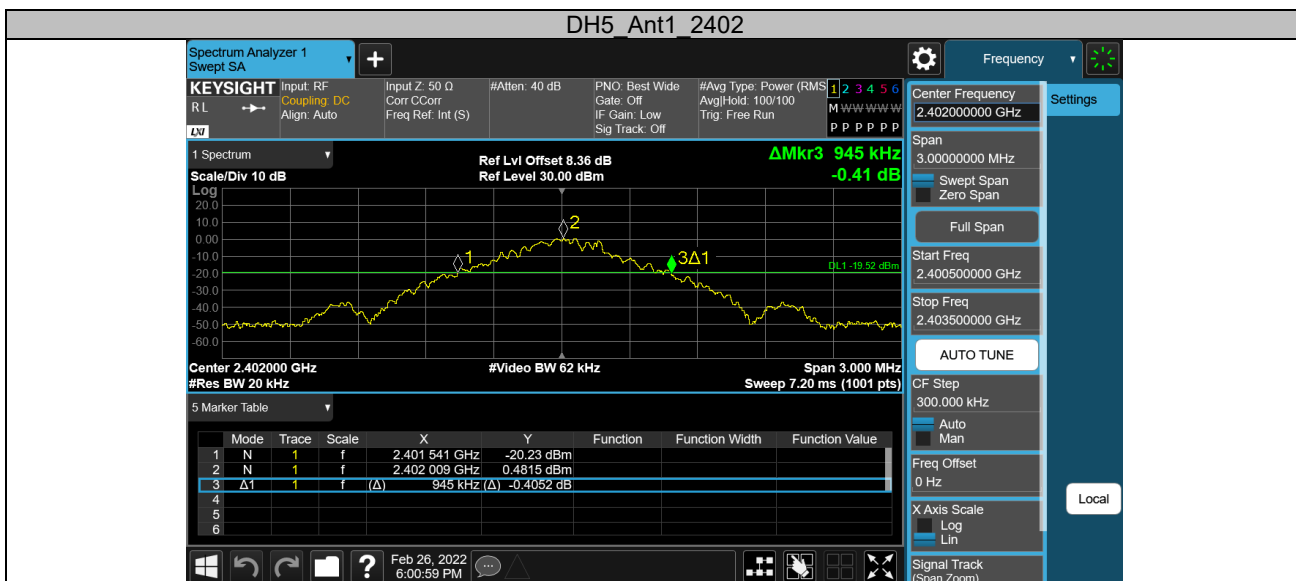 DH5_Ant1_2402
Spectrum Analyzer 1
Swept SA
+
Frequency
KEYSIGHT
RL
LXI
Input: RF
Coupling: DC
Align: Auto
Input Z: 50 Ω
Corr CCorr
Freq Ref: Int (S)
#Atten: 40 dB
PNO: Best Wide
Gate: Off
IF Gain: Low
Sig Track: Off
#Avg Type: Power (RMS
Avg|Hold: 100/100
Trig: Free Run
1 2 3 4 5 6
M W W W W W
P P P P P P
1 Spectrum
Scale/Div 10 dB
Ref Lvl Offset 8.36 dB
Ref Level 30.00 dBm
ΔMkr3 945 kHz
-0.41 dB
Log
20.0
10.0
0.00
-10.0
-20.0
-30.0
-40.0
-50.0
-60.0
1
2
3Δ1
DL1 -19.52 dBm
Center 2.402000 GHz
#Video BW 62 kHz
Span 3.000 MHz
#Res BW 20 kHz
Sweep 7.20 ms (1001 pts)
5 Marker Table
Mode Trace Scale X Y Function Function Width Function Value
1 N 1 f 2.401 541 GHz -20.23 dBm
2 N 1 f 2.402 009 GHz 0.4815 dBm
3 Δ1 1 f (Δ) 945 kHz (Δ) -0.4052 dB
4
5
6
?
Feb 26, 2022
6:00:59 PM
Center Frequency
2.402000000 GHz
Span
3.00000000 MHz
Swept Span
Zero Span
Full Span
Start Freq
2.400500000 GHz
Stop Freq
2.403500000 GHz
AUTO TUNE
CF Step
300.000 kHz
Auto
Man
Freq Offset
0 Hz
X Axis Scale
Log
Lin
Signal Track
(Span Zoom)
Settings
Local